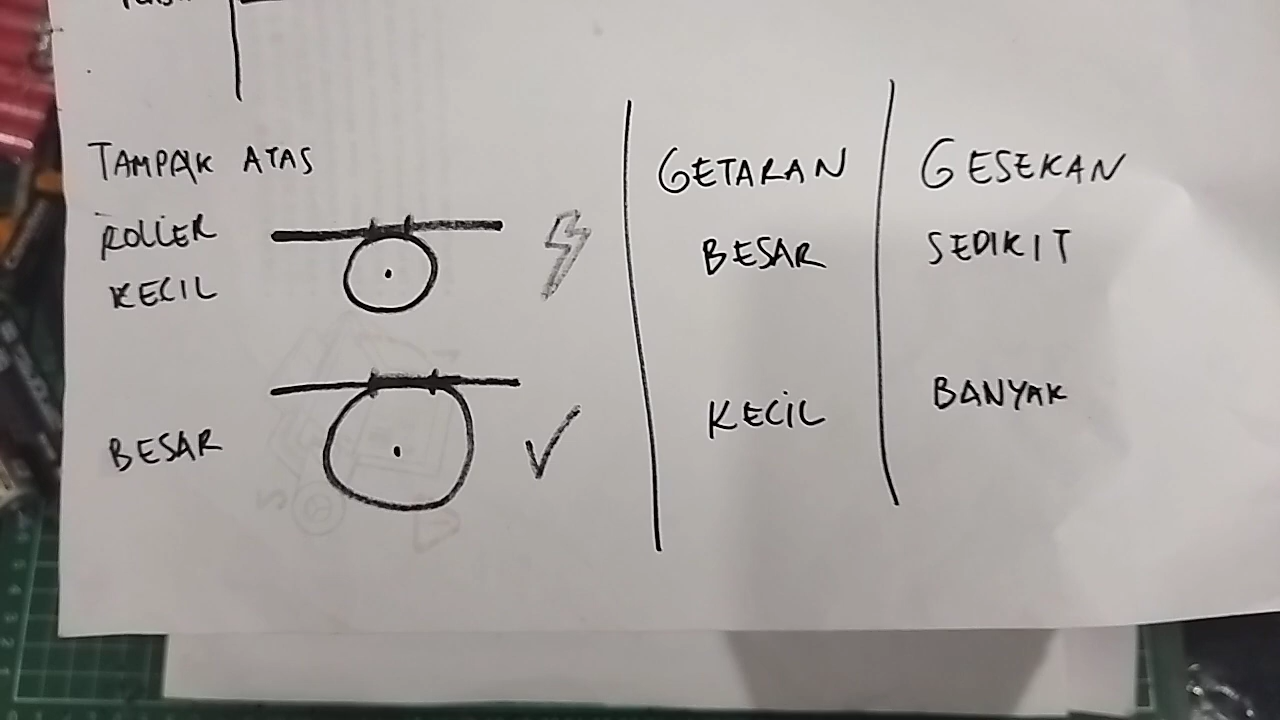 TAMPAK ATAS
GETARAN
GESEKAN
ROLLER
KECIL
BESAR
SEDIKIT
BESAR
KECIL
BANYAK